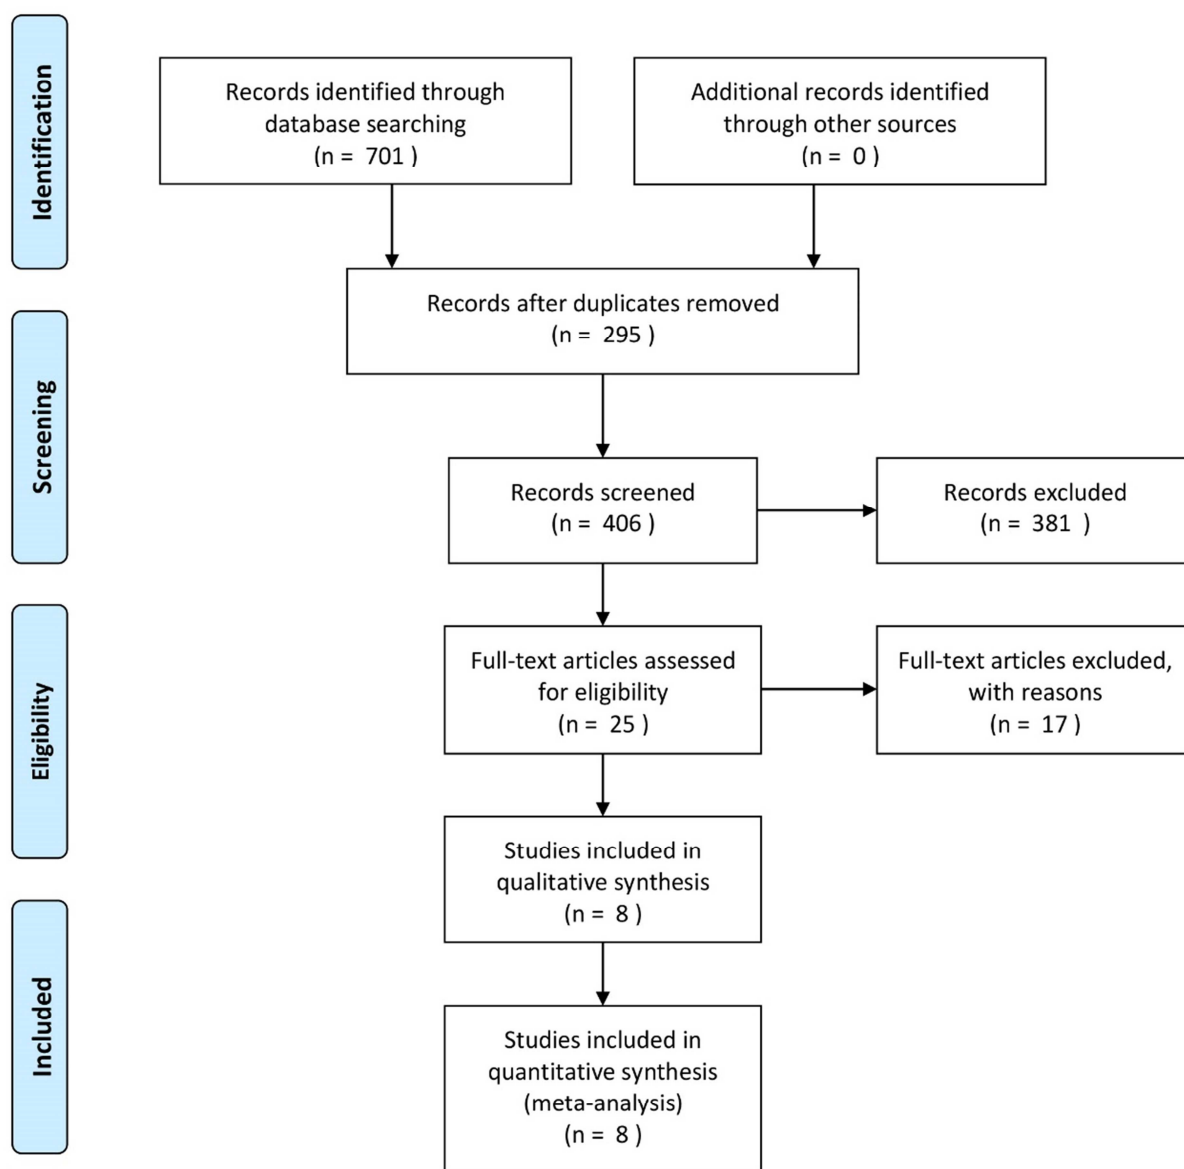 Identification
Records identified through
database searching
(n = 701 )
Additional records identified
through other sources
(n = 0 )
Records after duplicates removed
(n = 295 )
Screening
Records screened
(n = 406 )
Records excluded
(n = 381 )
Eligibility
Full-text articles assessed
for eligibility
(n = 25 )
Full-text articles excluded,
with reasons
(n = 17 )
Studies included in
qualitative synthesis
(n = 8 )
Included
Studies included in
quantitative synthesis
(meta-analysis)
(n = 8 )